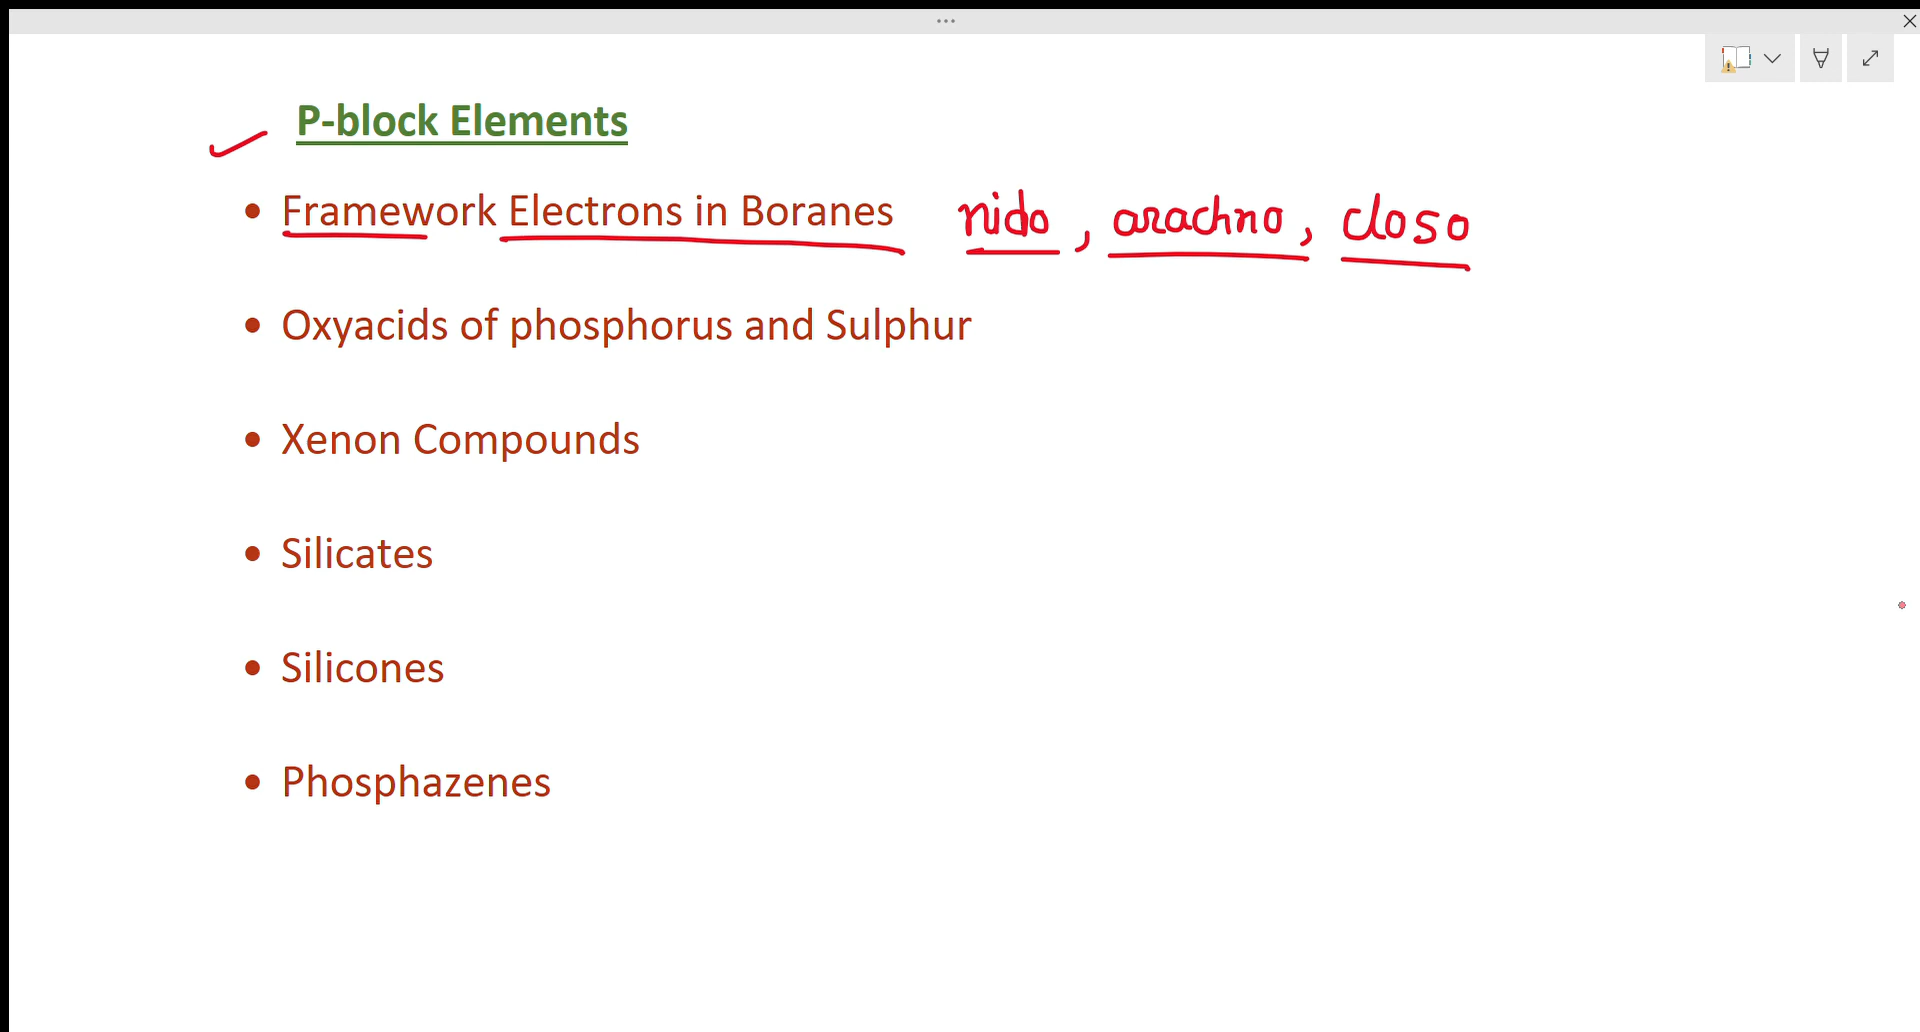 P-block Elements
• Framework Electrons in Boranes nido, arachno, closo
• Oxyacids of phosphorus and Sulphur
• Xenon Compounds
• Silicates
• Silicones
• Phosphazenes